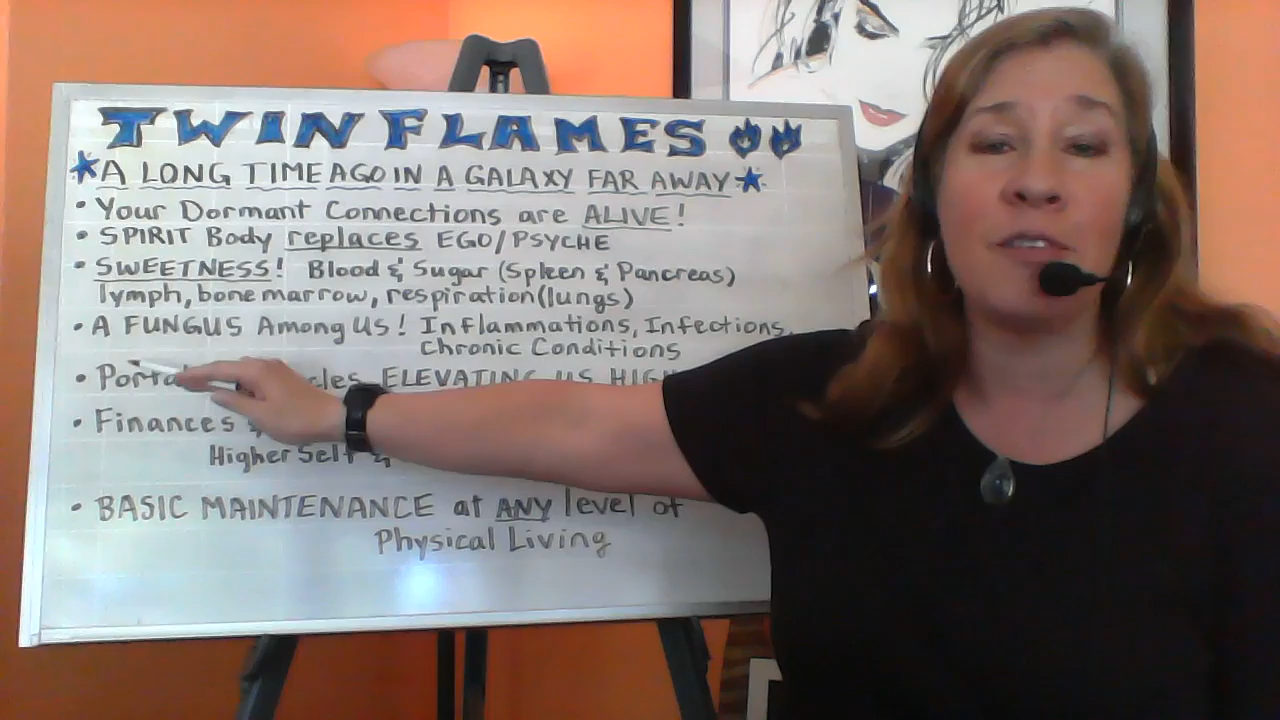 TWIN FLAMES
A LONG TIME AGO IN A GALAXY FAR AWAY
• Your Dormant Connections are ALIVE!
• SPIRIT Body replaces EGO/PSYCHE
• SWEETNESS! Blood & Sugar (Spleen & Pancreas)
lymph, bone marrow, respiration (lungs)
• A FUNGUS Among Us! Inflammations, Infections,
Chronic Conditions
• ELEVATING US
• Finances &
Higher Self &
• BASIC MAINTENANCE at ANY level of
Physical Living